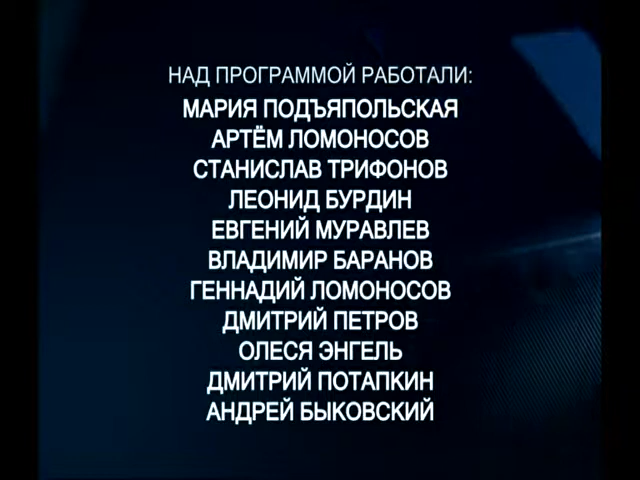 НАД ПРОГРАММОЙ РАБОТАЛИ:
МАРИЯ ПОДЪЯПОЛЬСКАЯ
АРТЁМ ЛОМОНОСОВ
СТАНИСЛАВ ТРИФОНОВ
ЛЕОНИД БУРДИН
ЕВГЕНИЙ МУРАВЛЕВ
ВЛАДИМИР БАРАНОВ
ГЕННАДИЙ ЛОМОНОСОВ
ДМИТРИЙ ПЕТРОВ
ОЛЕСЯ ЭНГЕЛЬ
ДМИТРИЙ ПОТАПКИН
АНДРЕЙ БЫКОВСКИЙ